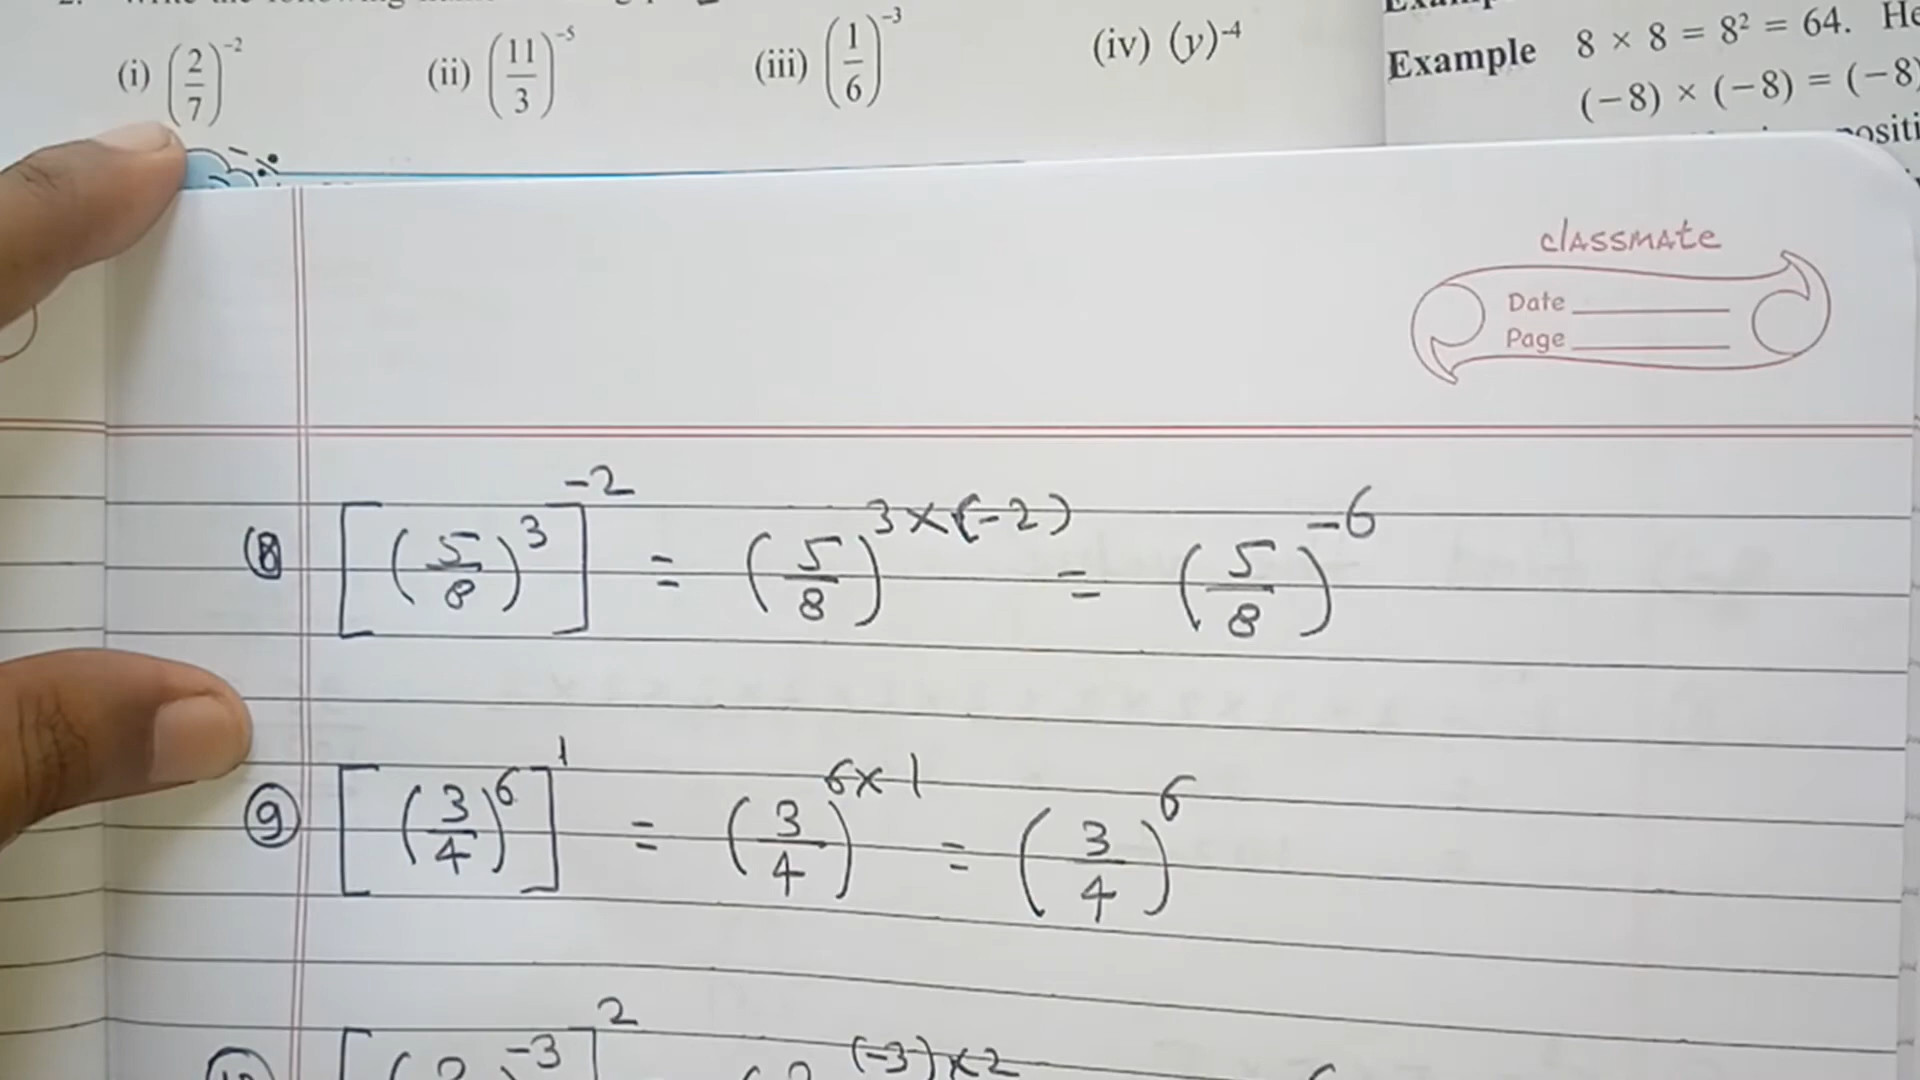 (i) (2/7)^-2 (ii) (11/3)^-5 (iii) (1/6)^-3 (iv) (y)^-4
Example 8 × 8 = 8² = 64. He
(−8) × (−8) = (−8)
classmate
Date
Page
(8) [(5/8)^3]^-2 = (5/8)^3×(-2) = (5/8)^-6
(9) [(3/4)^6]^1 = (3/4)^6×1 = (3/4)^6